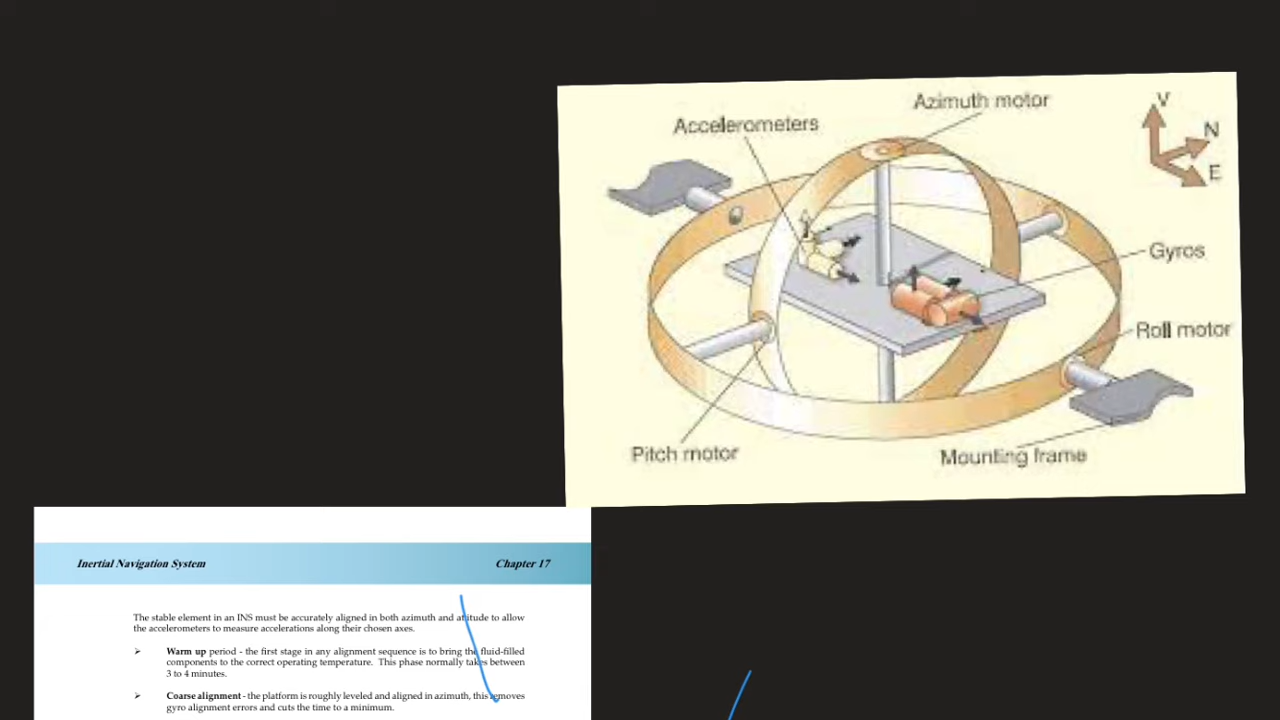 Azimuth motor
Accelerometers
V
N
E
Gyros
Roll motor
Pitch motor
Mounting frame
Inertial Navigation System Chapter 17
The stable element in an INS must be accurately aligned in both azimuth and attitude to allow
the accelerometers to measure accelerations along their chosen axes.
➢ Warm up period - the first stage in any alignment sequence is to bring the fluid-filled
components to the correct operating temperature. This phase normally takes between
3 to 4 minutes.
➢ Coarse alignment - the platform is roughly leveled and aligned in azimuth, this removes
gyro alignment errors and cuts the time to a minimum.